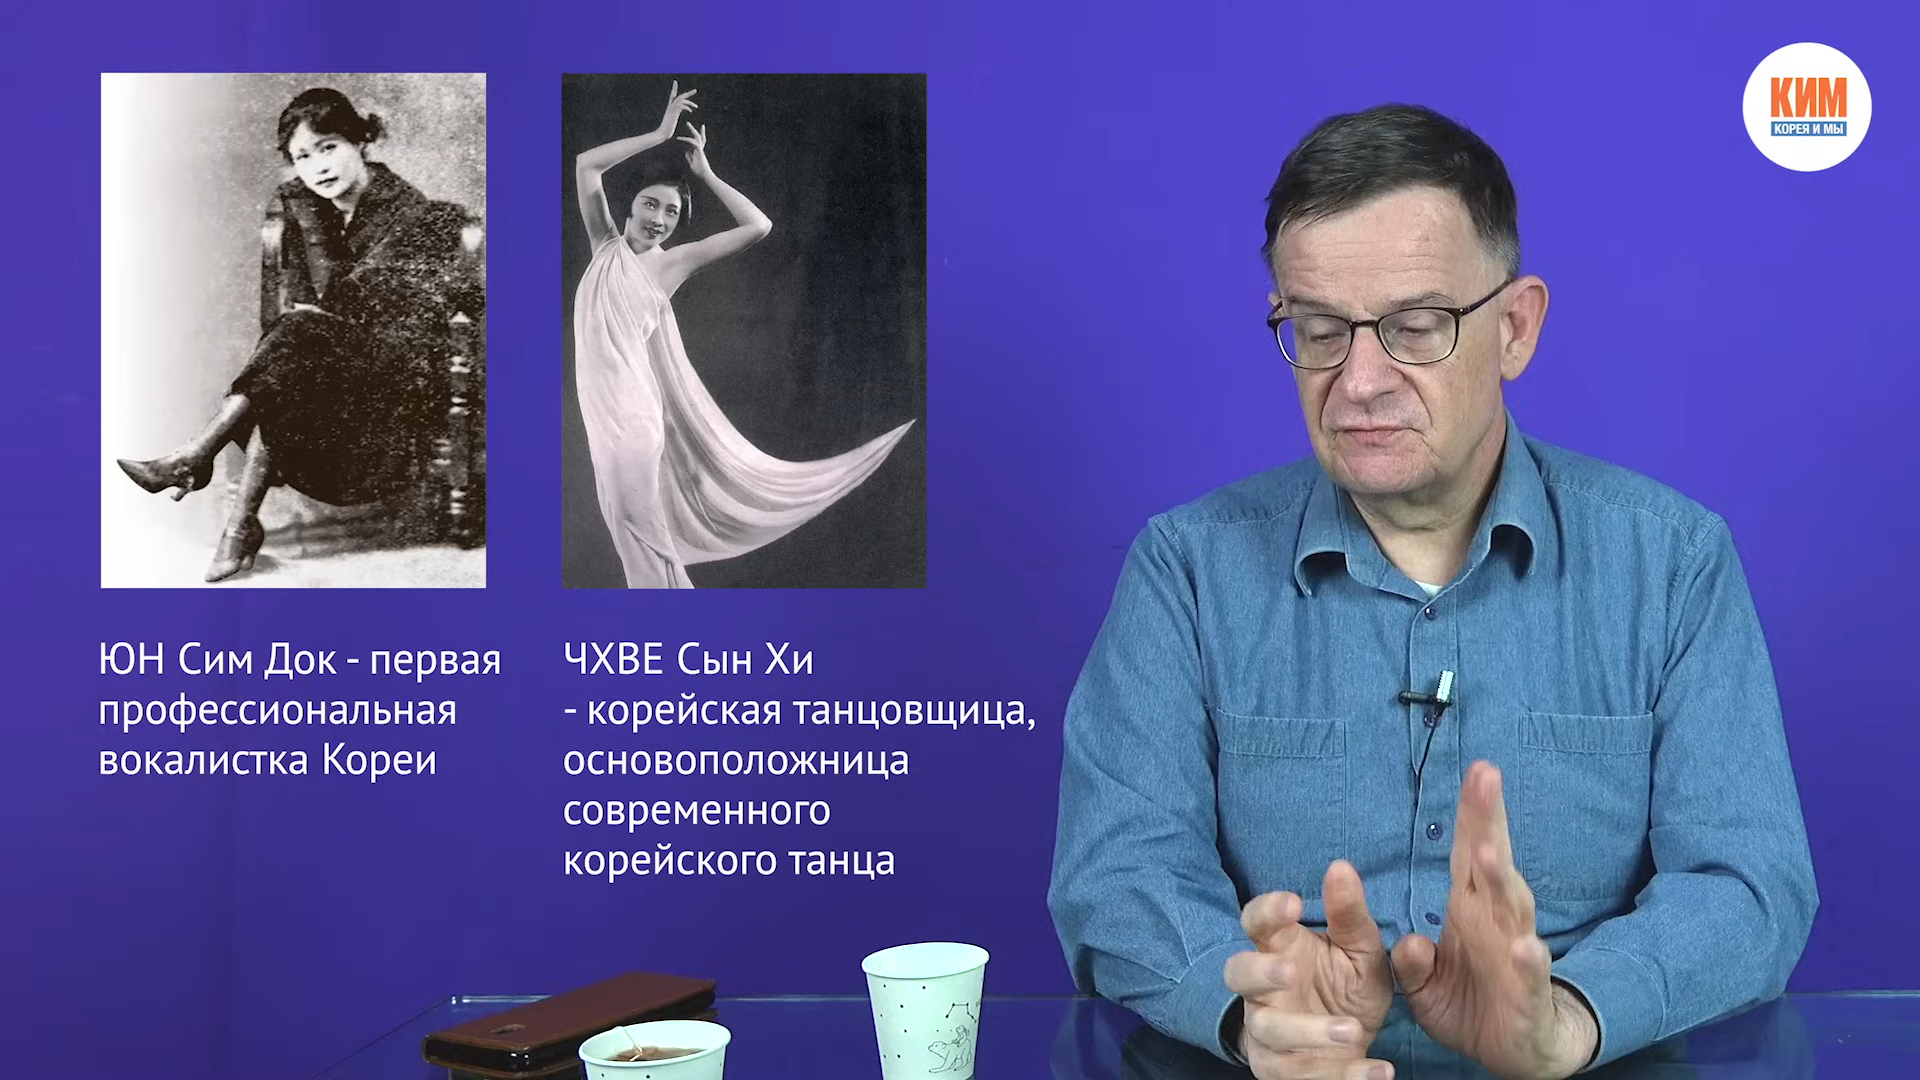 КИМ
КОРЕЯ И МЫ
ЮН Сим Док - первая
профессиональная
вокалистка Кореи
ЧХВЕ Сын Хи
- корейская танцовщица,
основоположница
современного
корейского танца